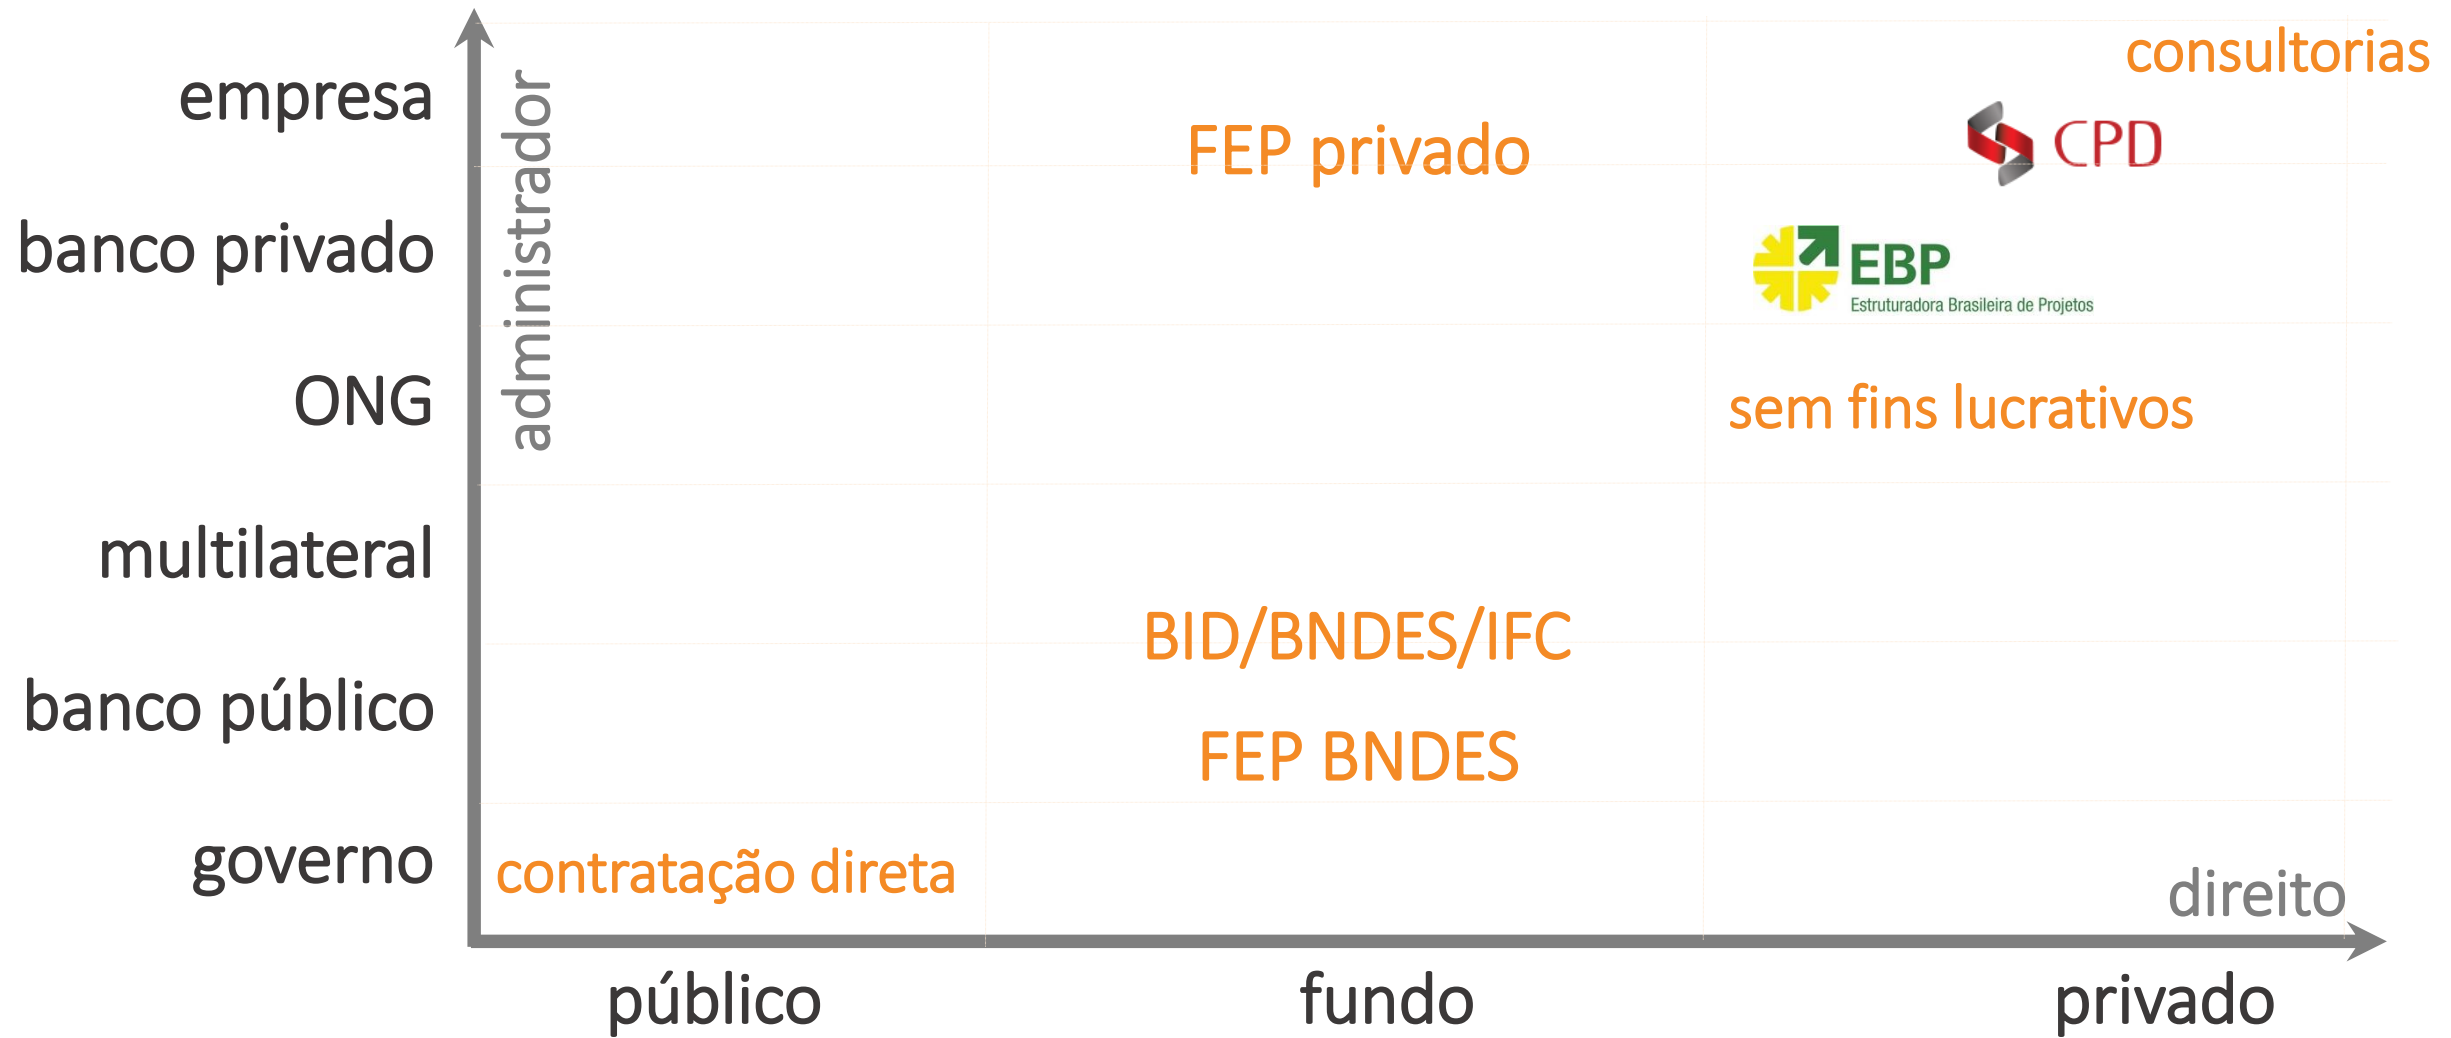 consultorias
empresa
administrador
FEP privado
CPD
banco privado
EBP
Estruturadora Brasileira de Projetos
ONG
sem fins lucrativos
multilateral
BID/BNDES/IFC
banco público
FEP BNDES
governo
contratação direta
direito
público
fundo
privado